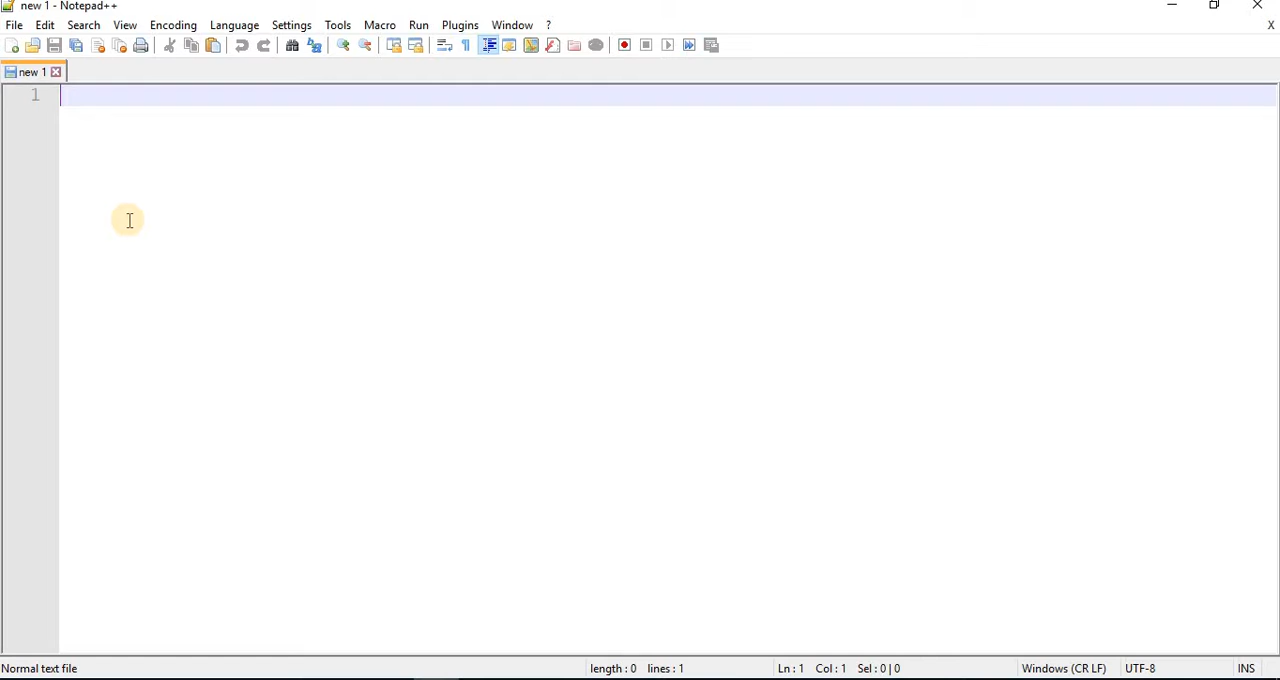 new 1 - Notepad++
File Edit Search View Encoding Language Settings Tools Macro Run Plugins Window ? X
new 1
1
Normal text file length : 0 lines : 1 Ln : 1 Col : 1 Sel : 0 | 0 Windows (CR LF) UTF-8 INS